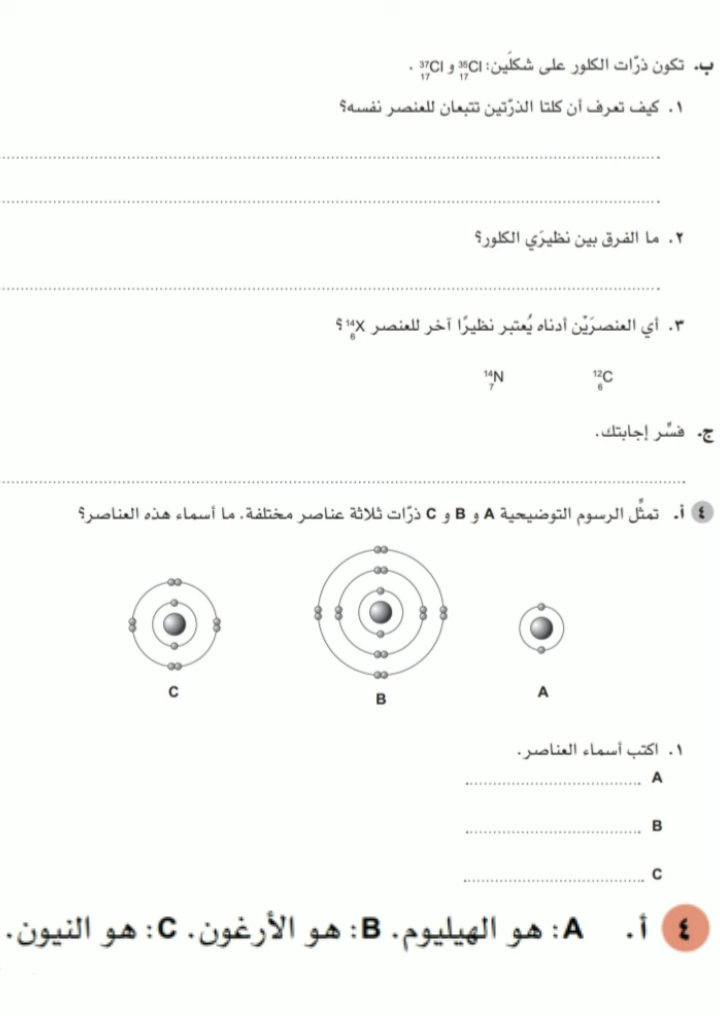 ب. تكون ذرّات الكلور على شكلَين: ³⁵₁₇Cl و ³⁷₁₇Cl .
١. كيف تعرف أن كلتا الذرّتين تتبعان للعنصر نفسه؟
٢. ما الفرق بين نظيرَي الكلور؟
٣. أي العنصرَيْن أدناه يُعتبر نظيرًا آخر للعنصر ¹⁴₆X ؟
¹²₆C ¹⁴₇N
ج. فسِّر إجابتك.
٤ أ. تمثِّل الرسوم التوضيحية A و B و C ذرّات ثلاثة عناصر مختلفة. ما أسماء هذه العناصر؟
C B A
١. اكتب أسماء العناصر.
A
B
C
٤ أ. A: هو الهيليوم. B: هو الأرغون. C: هو النيون.